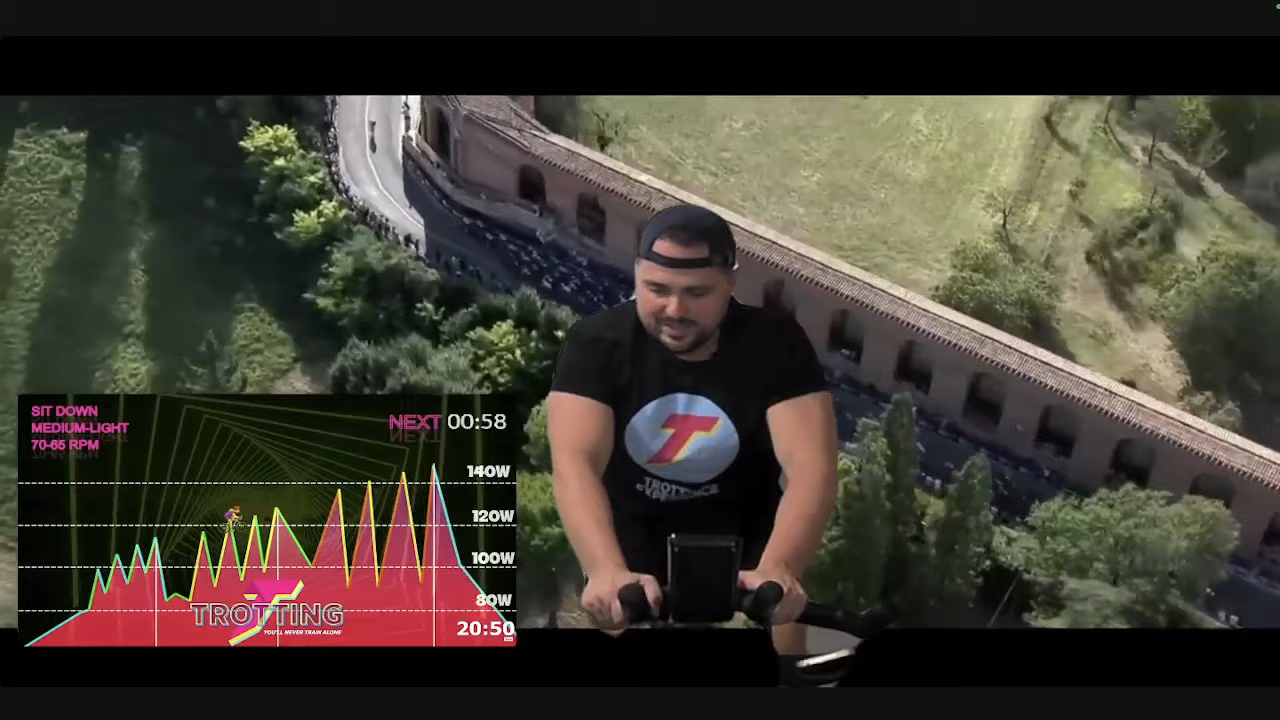 SIT DOWN
MEDIUM-LIGHT
70-65 RPM
NEXT 00:58
140W
120W
100W
80W
TROTTING
YOU'LL NEVER TRAIN ALONE
20:50
T